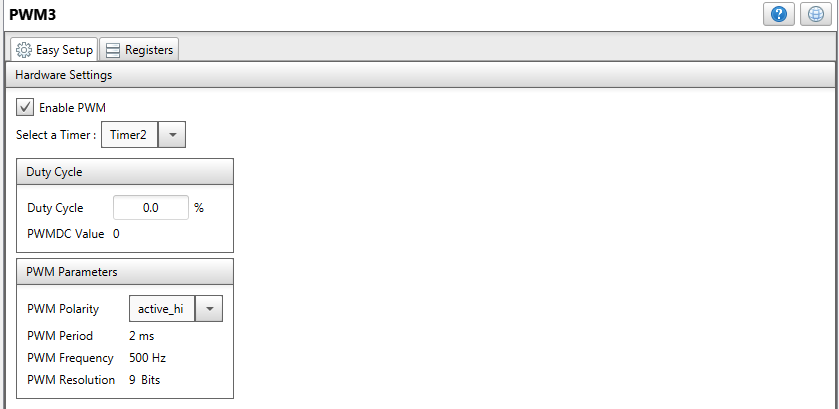 PWM3
Easy Setup Registers
Hardware Settings
Enable PWM
Select a Timer : Timer2
Duty Cycle
Duty Cycle 0.0 %
PWMDC Value 0
PWM Parameters
PWM Polarity active_hi
PWM Period 2 ms
PWM Frequency 500 Hz
PWM Resolution 9 Bits